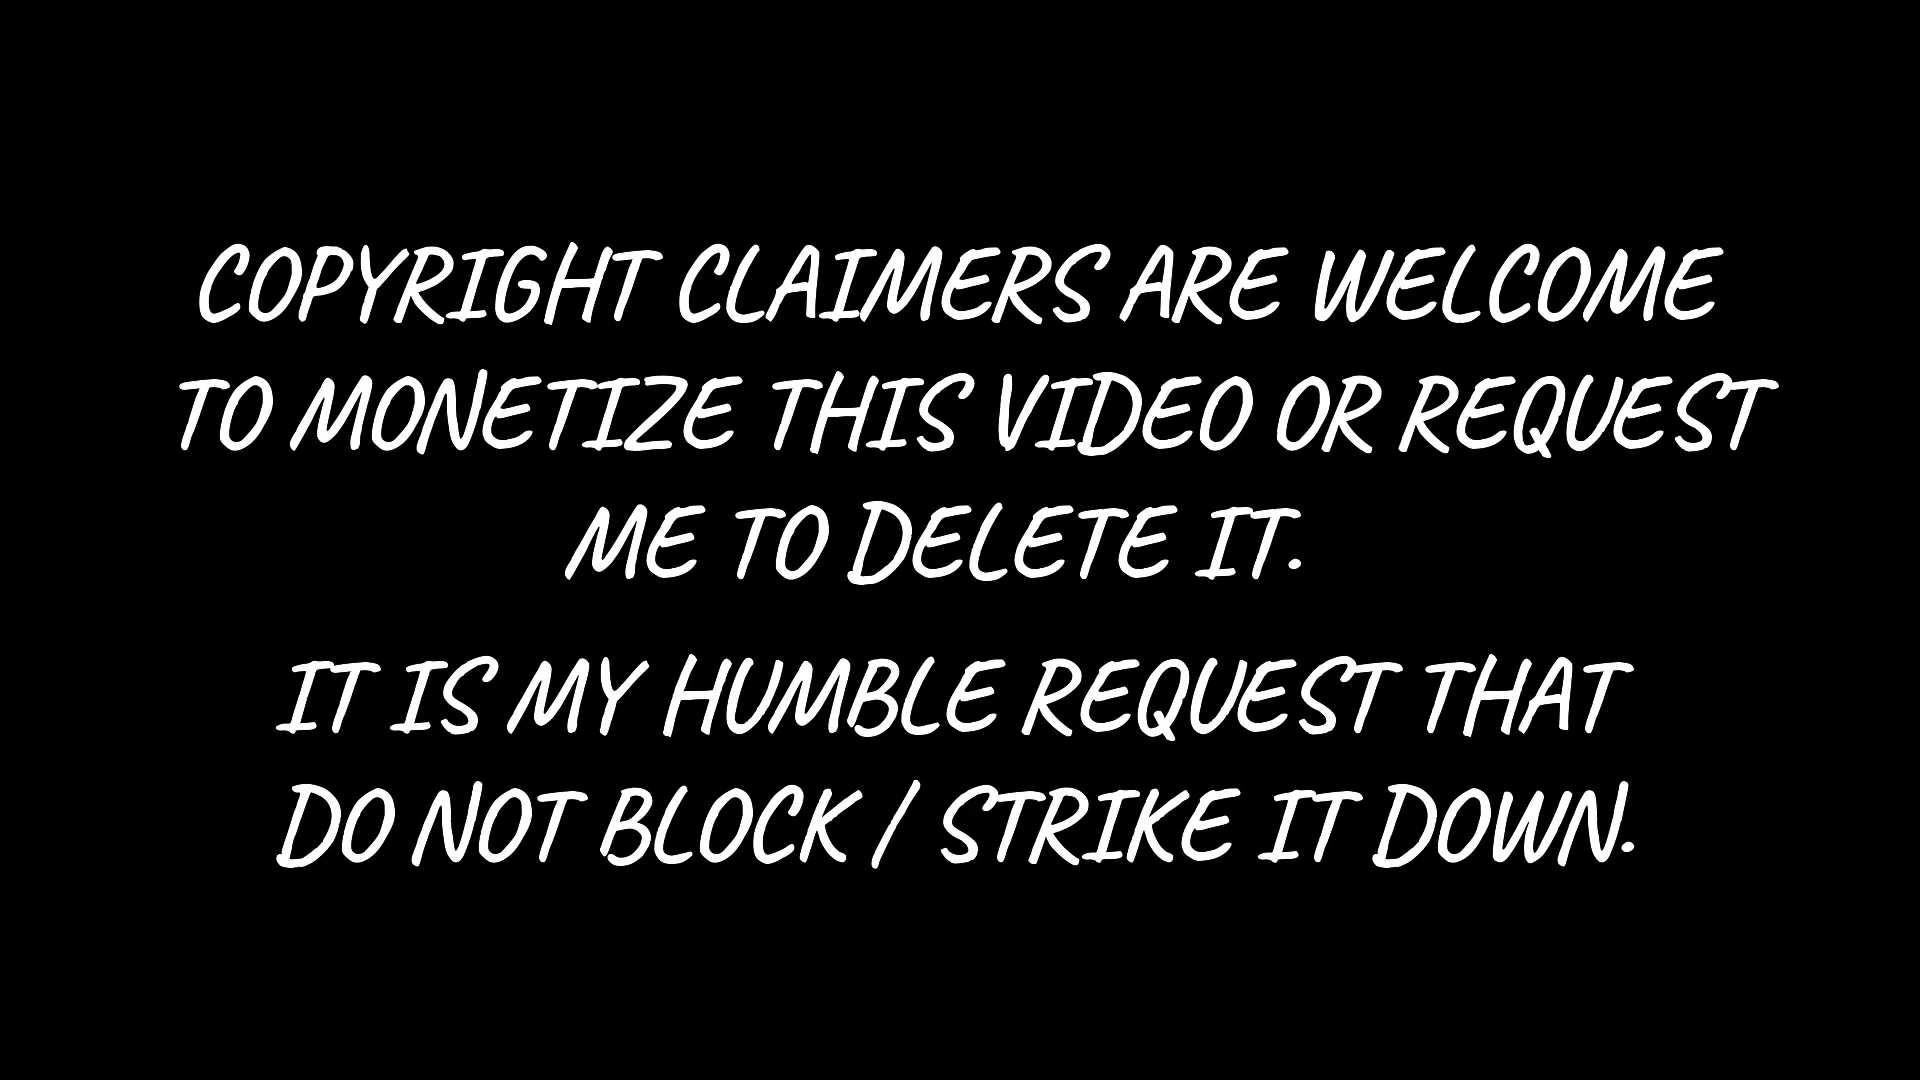 COPYRIGHT CLAIMERS ARE WELCOME
TO MONETIZE THIS VIDEO OR REQUEST
ME TO DELETE IT.
IT IS MY HUMBLE REQUEST THAT
DO NOT BLOCK / STRIKE IT DOWN.